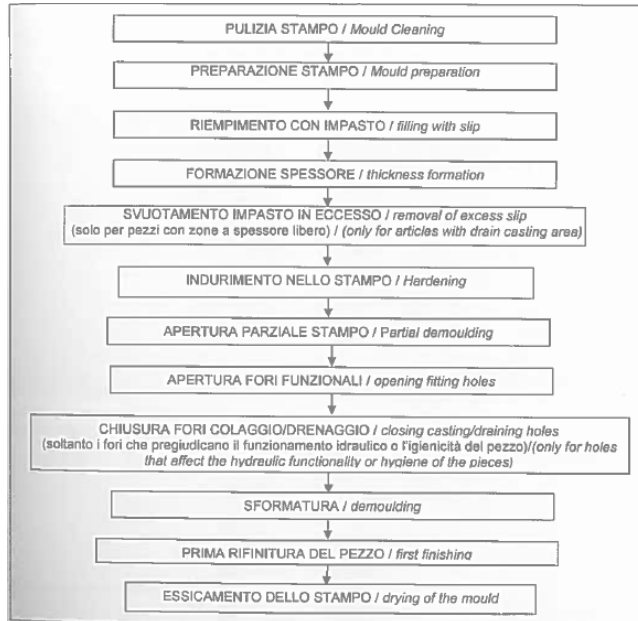 PULIZIA STAMPO / Mould Cleaning
PREPARAZIONE STAMPO / Mould preparation
RIEMPIMENTO CON IMPASTO / filling with slip
FORMAZIONE SPESSORE / thickness formation
SVUOTAMENTO IMPASTO IN ECCESSO / removal of excess slip
(solo per pezzi con zone a spessore libero) / (only for articles with drain casting area)
INDURIMENTO NELLO STAMPO / Hardening
APERTURA PARZIALE STAMPO / Partial demoulding
APERTURA FORI FUNZIONALI / opening fitting holes
CHIUSURA FORI COLAGGIO/DRENAGGIO / closing casting/draining holes
(soltanto i fori che pregiudicano il funzionamento idraulico o l'igienicità del pezzo)/(only for holes
that affect the hydraulic functionality or hygiene of the pieces)
SFORMATURA / demoulding
PRIMA RIFINITURA DEL PEZZO / first finishing
ESSICAMENTO DELLO STAMPO / drying of the mould